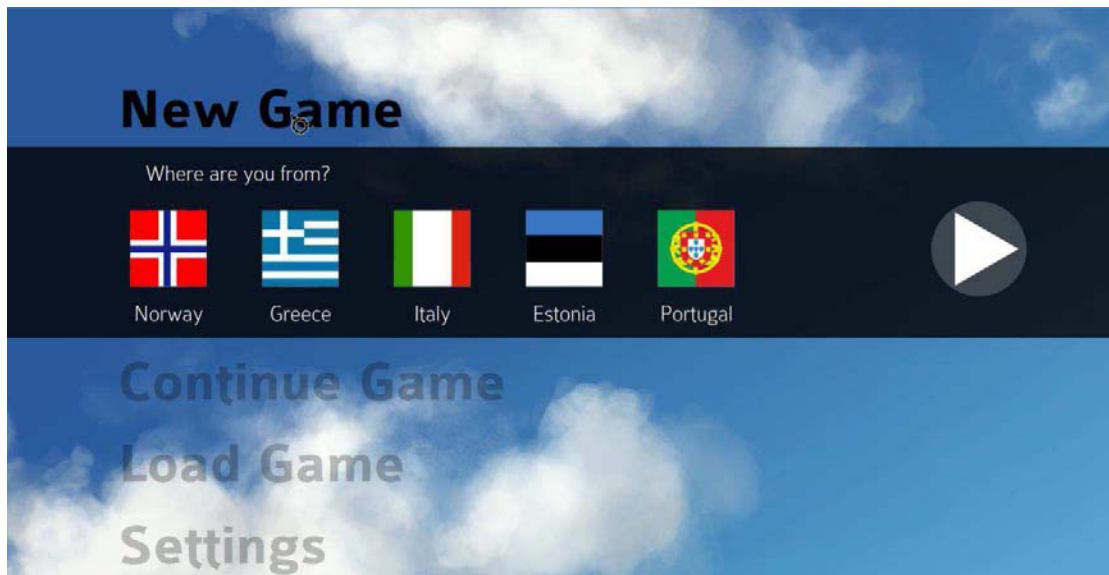 New Game
Where are you from?
Norway Greece Italy Estonia Portugal
Continue Game
Load Game
Settings